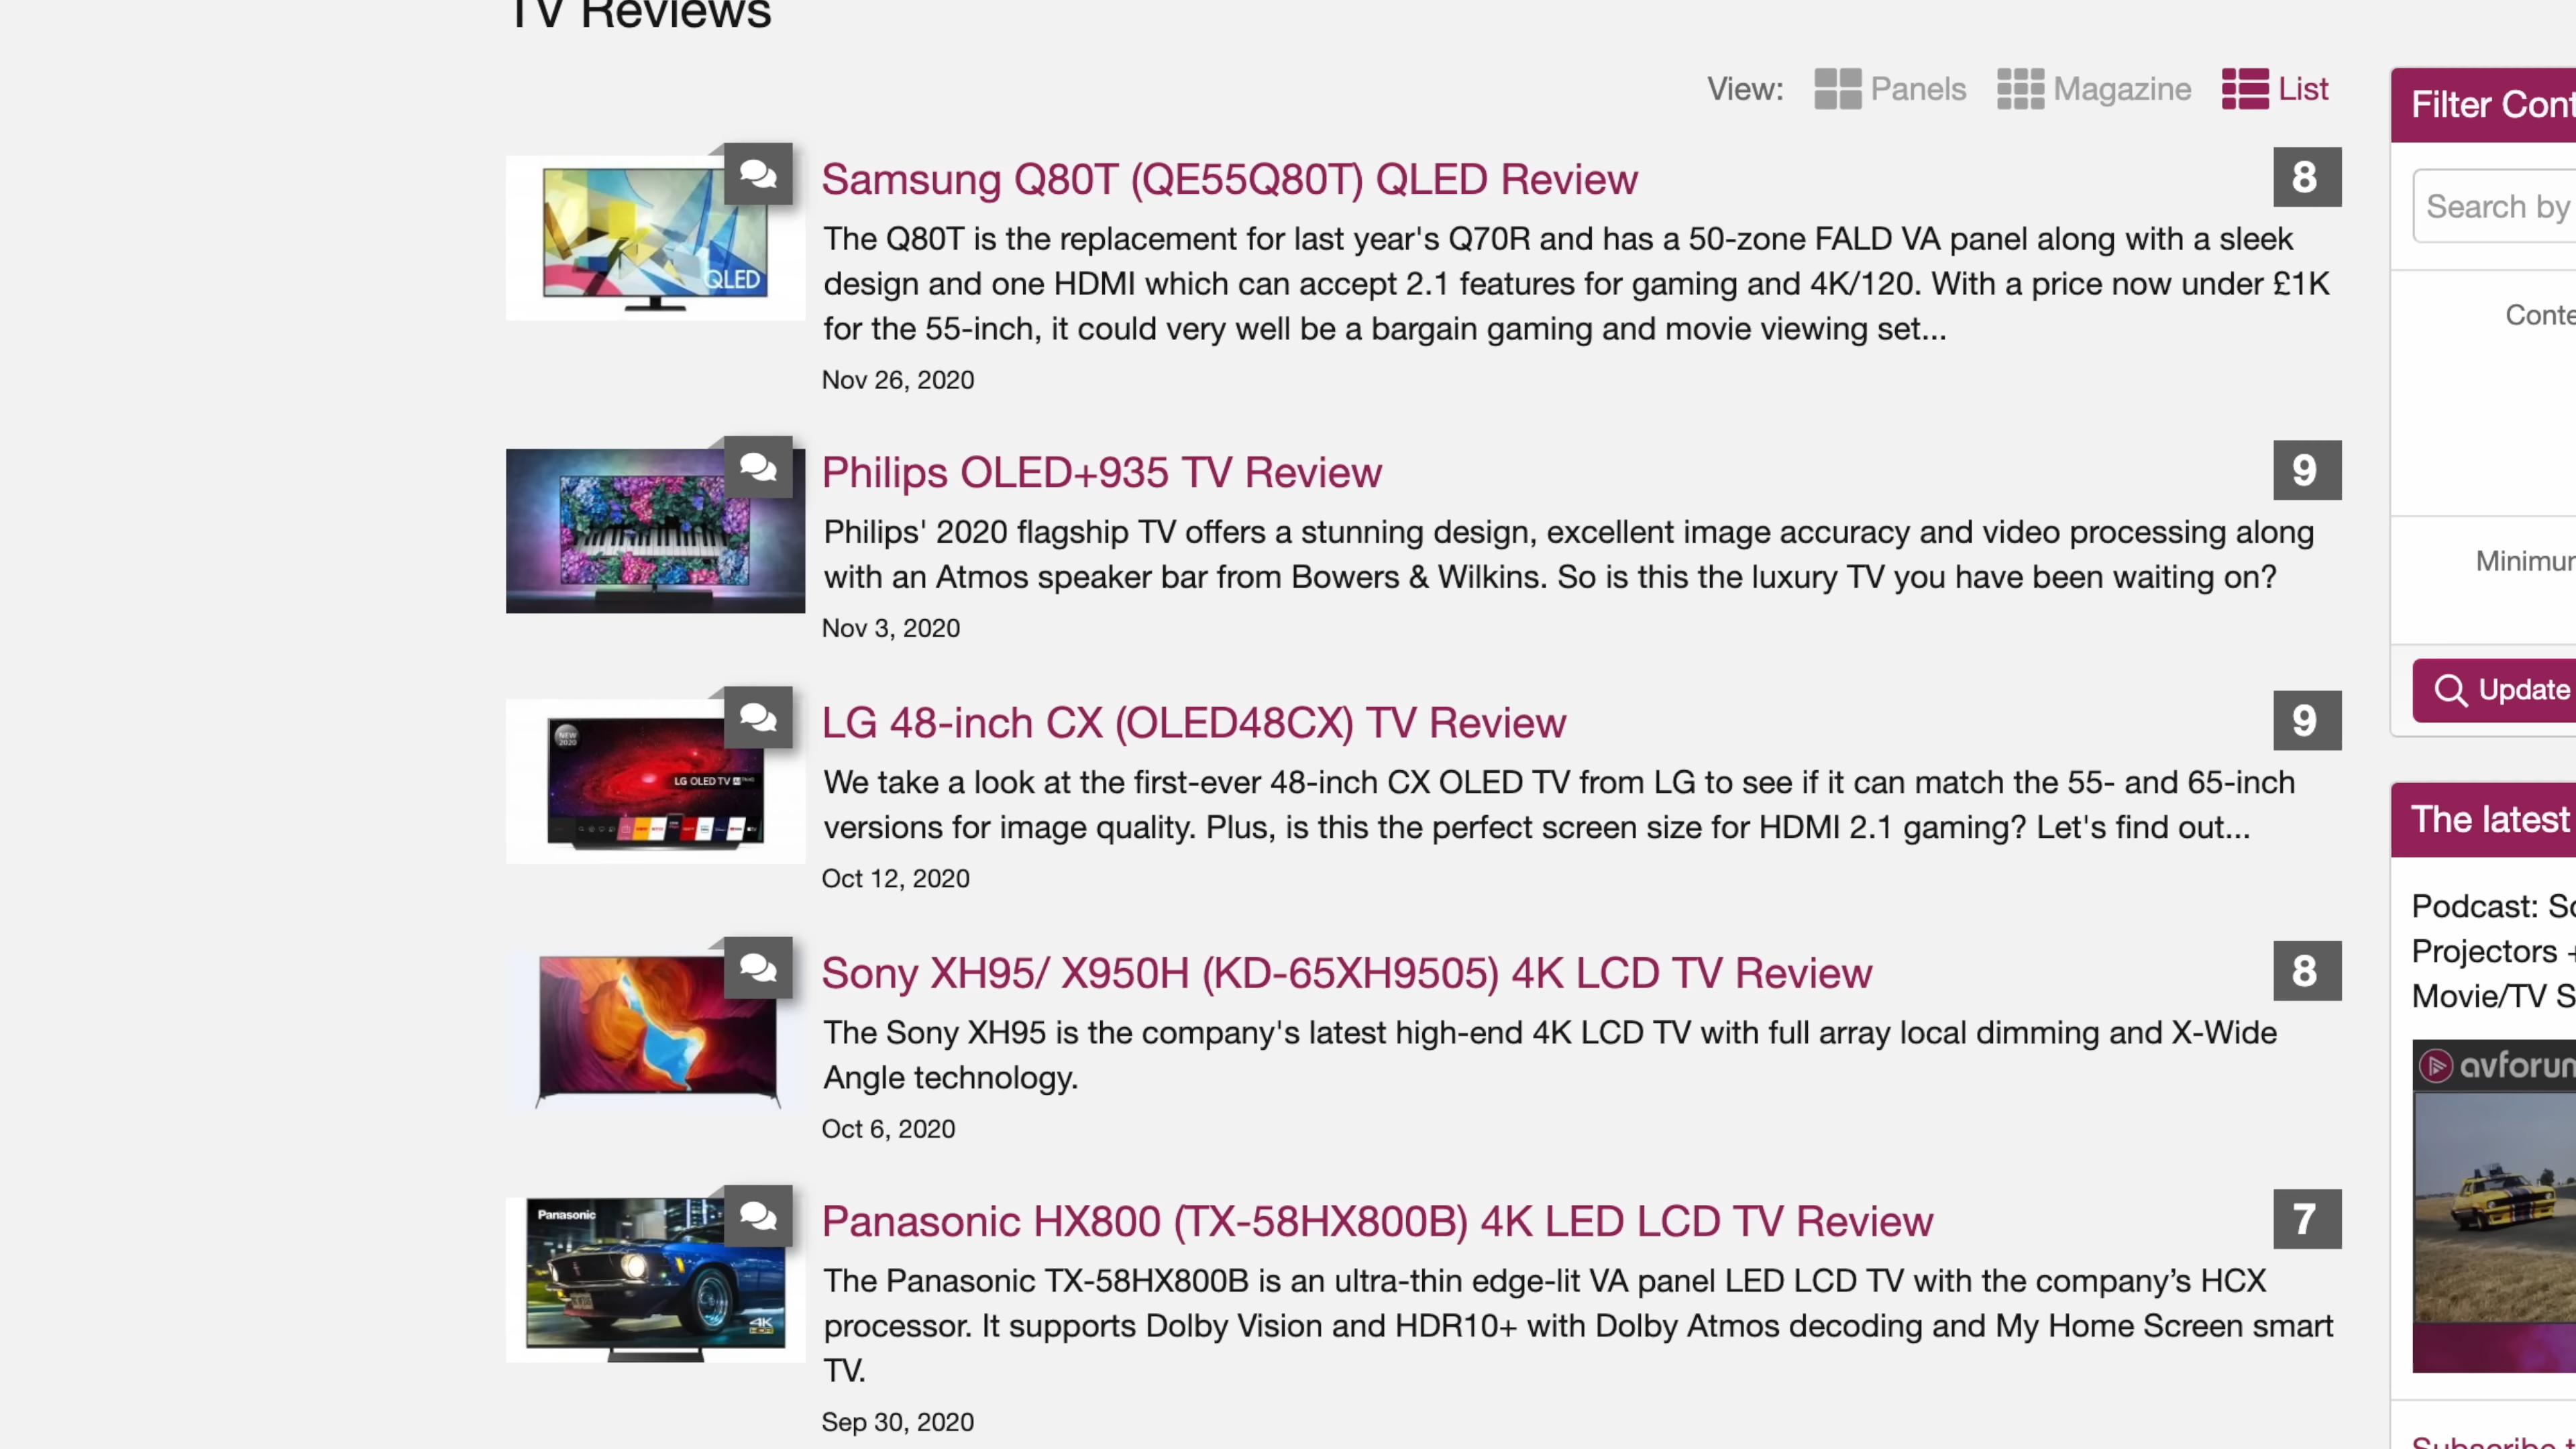 TV Reviews
View: Panels Magazine List
Filter
Search by
Samsung Q80T (QE55Q80T) QLED Review
8
The Q80T is the replacement for last year's Q70R and has a 50-zone FALD VA panel along with a sleek
design and one HDMI which can accept 2.1 features for gaming and 4K/120. With a price now under £1K
for the 55-inch, it could very well be a bargain gaming and movie viewing set...
Nov 26, 2020
QLED
Philips OLED+935 TV Review
9
Philips' 2020 flagship TV offers a stunning design, excellent image accuracy and video processing along
with an Atmos speaker bar from Bowers & Wilkins. So is this the luxury TV you have been waiting on?
Nov 3, 2020
Update
LG 48-inch CX (OLED48CX) TV Review
9
We take a look at the first-ever 48-inch CX OLED TV from LG to see if it can match the 55- and 65-inch
versions for image quality. Plus, is this the perfect screen size for HDMI 2.1 gaming? Let's find out...
Oct 12, 2020
NEW
2020
LG OLED TV
The latest
Podcast:
Projectors
Movie/TV
Sony XH95/ X950H (KD-65XH9505) 4K LCD TV Review
8
The Sony XH95 is the company's latest high-end 4K LCD TV with full array local dimming and X-Wide
Angle technology.
Oct 6, 2020
Panasonic HX800 (TX-58HX800B) 4K LED LCD TV Review
7
The Panasonic TX-58HX800B is an ultra-thin edge-lit VA panel LED LCD TV with the company's HCX
processor. It supports Dolby Vision and HDR10+ with Dolby Atmos decoding and My Home Screen smart
TV.
Sep 30, 2020
Panasonic
4K
HDR